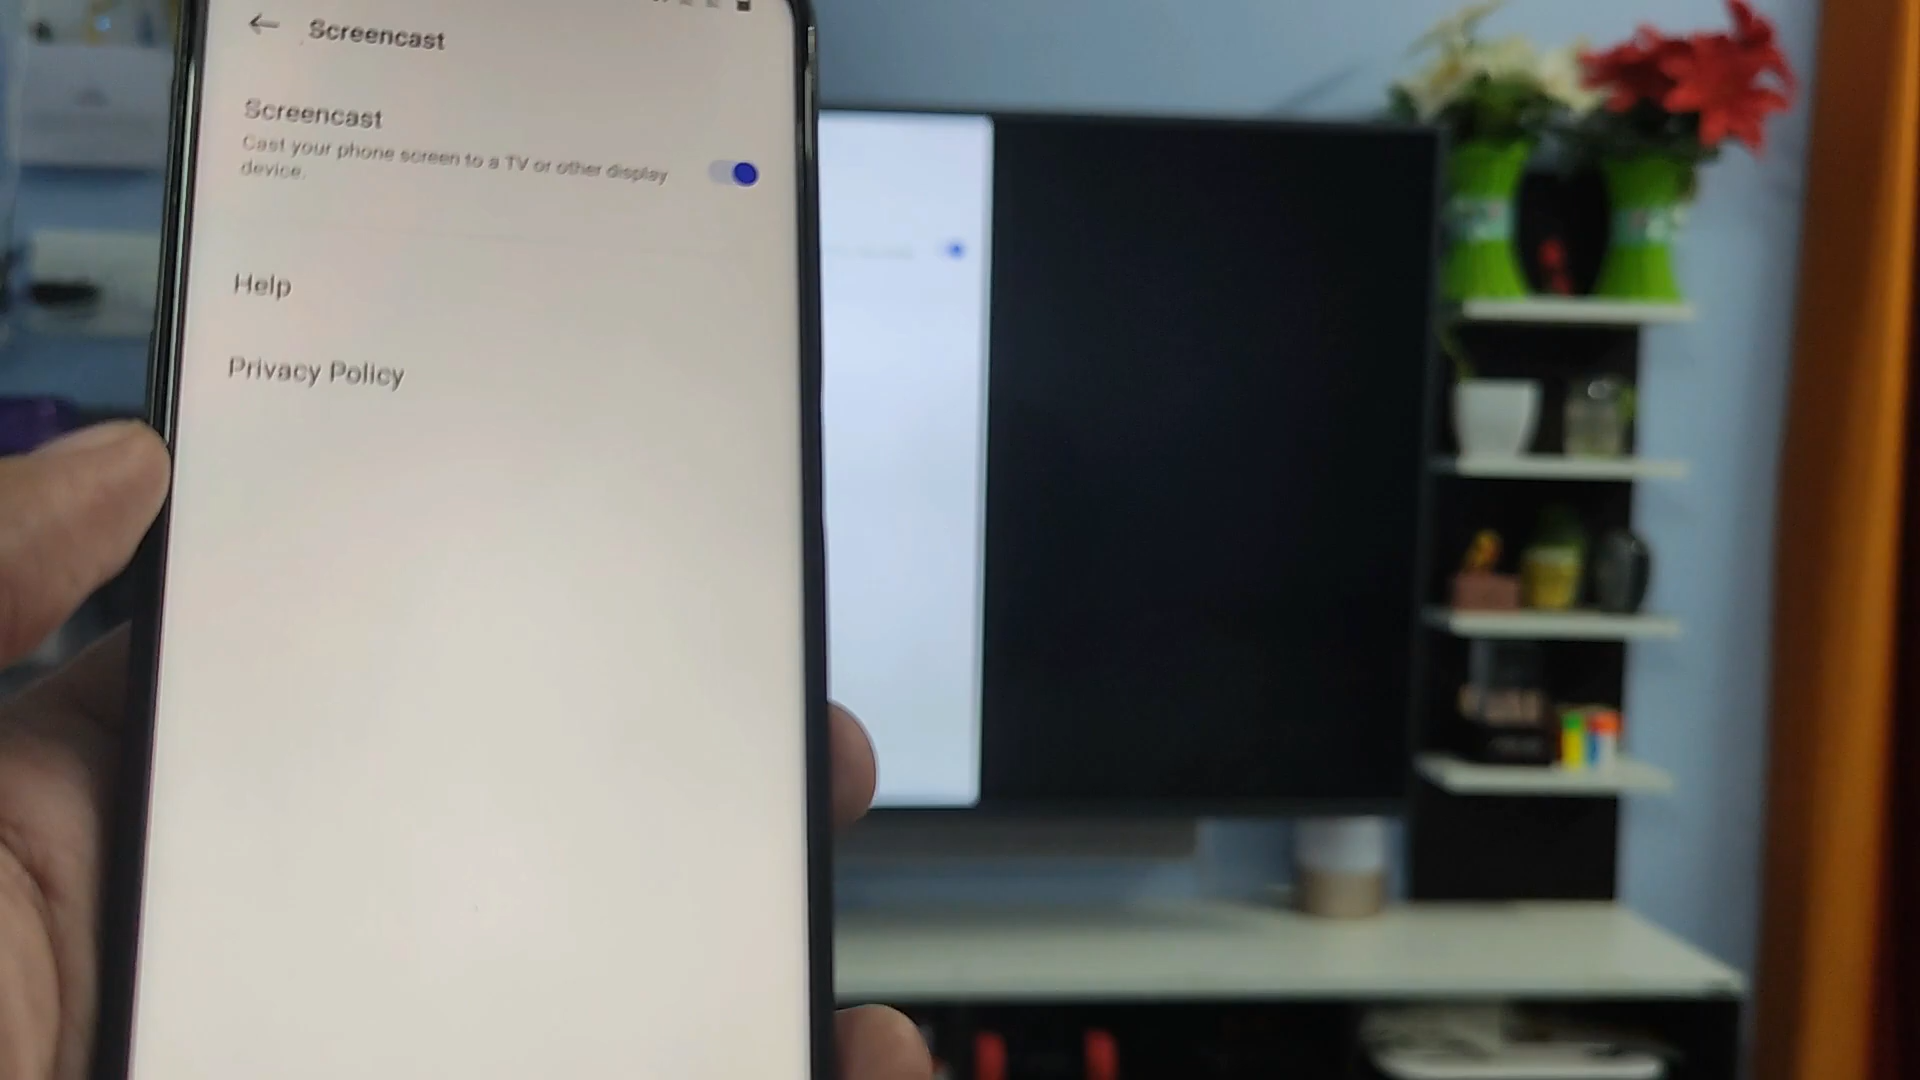 Screencast
Screencast
Cast your phone screen to a TV or other display
device.
Help
Privacy Policy